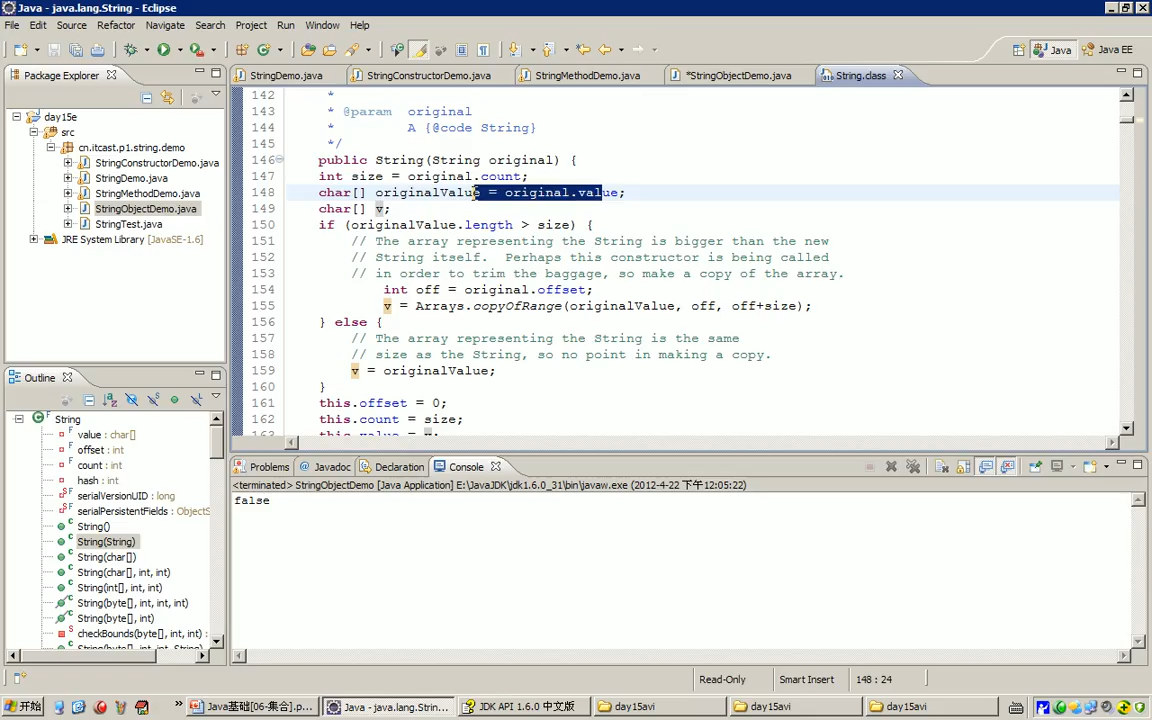 Java - java.lang.String - Eclipse
File Edit Source Refactor Navigate Search Project Run Window Help
Java Java EE
Package Explorer
day15e
src
cn.itcast.p.demo
StringConstructorDemo.java
StringDemo.java
StringMethodDemo.java
StringObjectDemo.java
StringTest.java
JRE System Library [JavaSE-1.6]
Outline
String
value : char[]
offset : int
count : int
hash : int
serialVersionUID : long
serialPersistentFields : ObjectS
String()
String(String)
String(char[])
String(char[], int, int)
String(int[], int, int)
String(byte[], int, int, int)
String(byte[], int)
checkBounds(byte[], int, int) :
String(byte[], int, int, String)
StringDemo.java StringConstructorDemo.java StringMethodDemo.java *StringObjectDemo.java String.class
142 *
143 * @param original
144 * A {@code String}
145 */
146 public String(String original) {
147 int size = original.count;
148 char[] originalValue = original.value;
149 char[] v;
150 if (originalValue.length > size) {
151 // The array representing the String is bigger than the new
152 // String itself. Perhaps this constructor is being called
153 // in order to trim the baggage, so make a copy of the array.
154 int off = original.offset;
155 v = Arrays.copyOfRange(originalValue, off, off+size);
156 } else {
157 // The array representing the String is the same
158 // size as the String, so no point in making a copy.
159 v = originalValue;
160 }
161 this.offset = 0;
162 this.count = size;
163 this.value = v;
Problems Javadoc Declaration Console
<terminated> StringObjectDemo [Java Application] E:\JavaJDK\jdk1.6.0_31\bin\javaw.exe (2012-4-22 下午12:05:22)
false
Read-Only Smart Insert 148 : 24
开始 Java基础[06-集合].... Java - java.lang.Strin... JDK API 1.6.0 中文版 day15avi day15avi day15avi